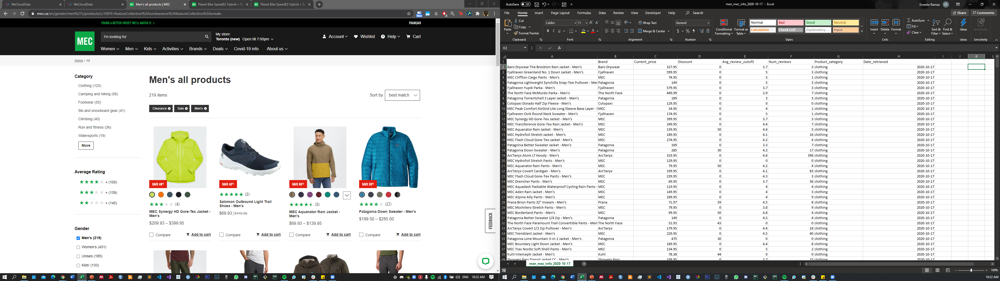 WeCloudData
WeCloudData
Men's all products | MEC
Planet Bike SpeedEZ Hybrid + To
Planet Bike SpeedEZ Hybrid + To
mec.ca/en/gender/men%27s/products/c/100?f=featureCollection%3Aonclearance%3AfeatureCollection%3Aonsale
New
2
FOUND A BETTER PRICE? WE'LL MATCH IT. >
FRANÇAIS
MEC
I'm looking for
My store:
Toronto (new) Open till 7:00pm
Account
Wishlist
Help
Cart
Women Men Kids Activities Brands Deals Covid-19 info About us
Home / All
Category
Clothing (125)
Camping and hiking (56)
Footwear (55)
Ski and snowboard gear (41)
Climbing (40)
Run and fitness (36)
Watersports (19)
More
Average Rating
+ (100)
+ (139)
+ (145)
Gender
Men's (219)
Women's (431)
Unisex (185)
Kids' (133)
Men's all products
219 items
Sort by best match
Clearance Sale Men's
SAVE 48%
(4)
MEC Synergy HD Gore-Tex Jacket -
Men's
$209.93 – $399.95
Compare Add to cart
SAVE 42%
(3)
Salomon Outbound Light Trail
Shoes - Men's
$69.93 | $119.95
Compare Add to cart
SAVE 50%
(5)
MEC Aquanator Rain Jacket -
Men's
$69.93 – $139.95
Compare Add to cart
SAVE 30%
(17)
Patagonia Down Sweater - Men's
$199.50 – $285.00
Compare Add to cart
FEEDBACK
ENG 10:22 AM
AutoSave Off
men_mec_info_2020-10-17 - Excel
Ernesto Ramos ER
File Home Insert Page Layout Formulas Data Review View Developer Help Search
Share Comments
Paste
Cut
Copy
Format Painter
Clipboard
Calibri 11
B I U
Font
Wrap Text
Merge & Center
Alignment
General
Number
Conditional Formatting
Format as Table
Normal Bad Good Neutral
Calculation Check Cell Explanatory ... Input
Styles
Insert Delete Format
Cells
AutoSum
Fill
Clear
Sort & Filter
Find & Select
Editing
Ideas
Ideas
Sensitivity
Sensitivity
K2
fx
A B C D E F G H I J K L
1 Brand Current_price Discount Avg_review_outof5 Num_reviews Product_category Date_retrieved
2 Baro Drywear The Brockton Rain Jacket - Men's Baro Drywear 327.95 0 3.7 3 clothing 2020-10-17
3 Fjallraven Greenland No. 1 Down Jacket - Men's Fjallraven 599.95 0 5 3 clothing 2020-10-17
4 MEC Cliffton Cargo Pants - Men's MEC 74.95 0 5 1 clothing 2020-10-17
5 Patagonia Lightweight Synchilla Snap-Tee Pullover - Men Patagonia 149 0 5 3 clothing 2020-10-17
6 Fjallraven Yupik Parka - Men's Fjallraven 579.95 0 3.7 3 clothing 2020-10-17
7 The North Face McMurdo Parka - Men's The North Face 449.99 0 2.9 7 clothing 2020-10-17
8 Patagonia Torrentshell 3 Layer Jacket - Men's Patagonia 189 0 3 3 clothing 2020-10-17
9 Cotopaxi Dorado Half Zip Fleece - Men's Cotopaxi 129.95 0 0 0 clothing 2020-10-17
10 MEC Peak Comfort AirGrid Lite Long Sleeve Base Layer - MEC 34.95 0 4 1 clothing 2020-10-17
11 Fjallraven Ovik Round Neck Sweater - Men's Fjallraven 174.95 0 5 1 clothing 2020-10-17
12 MEC Synergy HD Gore-Tex Jacket - Men's MEC 399.95 0 3.7 3 clothing 2020-10-17
13 MEC Transference Gore-Tex Rain Jacket - Men's MEC 249.95 0 4.4 7 clothing 2020-10-17
14 MEC Aquanator Rain Jacket - Men's MEC 139.95 50 4.6 5 clothing 2020-10-17
15 MEC Hydrofoil Stretch Jacket - Men's MEC 189.95 0 4.1 16 clothing 2020-10-17
16 MEC Flash Cloud Gore-Tex Jacket - Men's MEC 274.95 0 4.2 4 clothing 2020-10-17
17 Patagonia Better Sweater Jacket - Men's Patagonia 169 0 3.3 7 clothing 2020-10-17
18 Patagonia Down Sweater - Men's Patagonia 285 30 4.2 17 clothing 2020-10-17
19 Arc'teryx Atom LT Hoody - Men's Arc'teryx 319.95 0 4.8 396 clothing 2020-10-17
20 MEC Hydrofoil Stretch Pants - Men's MEC 129.95 0 0 0 clothing 2020-10-17
21 MEC Aquanator Rain Pants - Men's MEC 79.95 50 4.2 4 clothing 2020-10-17
22 Arc'teryx Covert Cardigan - Men's Arc'teryx 199.95 0 4.1 83 clothing 2020-10-17
23 MEC Flash Cloud Gore-Tex Pants - Men's MEC 239.95 0 4.3 3 clothing 2020-10-17
24 MEC Drencher Pants - Men's MEC 69.95 0 3.7 56 clothing 2020-10-17
25 MEC Aquadash Packable Waterproof Cycling Rain Pants - MEC 119.95 0 4 4 clothing 2020-10-17
26 MEC Aden Rain Jacket - Men's MEC 149.95 0 4 3 clothing 2020-10-17
27 MEC Alpine Ally Pants - Men's MEC 189.95 0 4 9 clothing 2020-10-17
28 Prana Brion Pants 32" Inseam - Men's Prana 71.97 39 4.5 8 clothing 2020-10-17
29 MEC Mochilero Stretch Pants - Men's MEC 79.95 0 3.8 9 clothing 2020-10-17
30 MEC Borderland Pants - Men's MEC 99.95 50 4.8 4 clothing 2020-10-17
31 Patagonia Better Sweater 1/4 Zip - Men's Patagonia 149 0 4.5 4 clothing 2020-10-17
32 The North Face Paramount Trail Convertible Pants - Men The North Face 52.93 43 0 0 clothing 2020-10-17
33 Arc'teryx Covert 1/2 Zip Pullover - Men's Arc'teryx 179.95 0 4.4 18 clothing 2020-10-17
34 MEC Tremblant Jacket - Men's MEC 229.95 0 4.5 40 clothing 2020-10-17
35 Patagonia Lone Mountain 3-in-1 Jacket - Men's Patagonia 475 30 0 0 clothing 2020-10-17
36 MEC Boundary Light Down Jacket - Men's MEC 189.95 0 4.4 8 clothing 2020-10-17
37 MEC Trax Nordic Soft Shell Pants - Men's MEC 134.95 0 5 2 clothing 2020-10-17
38 Kuhl Interceptr Jacket - Men's Kuhl 78.38 44 0 0 clothing 2020-10-17
39 Showers Pass Transit Jacket CC - Men's Showers Pass 199.95 0 3.7 15 clothing 2020-10-17
men_mec_info_2020-10-17
100%
10:22 AM